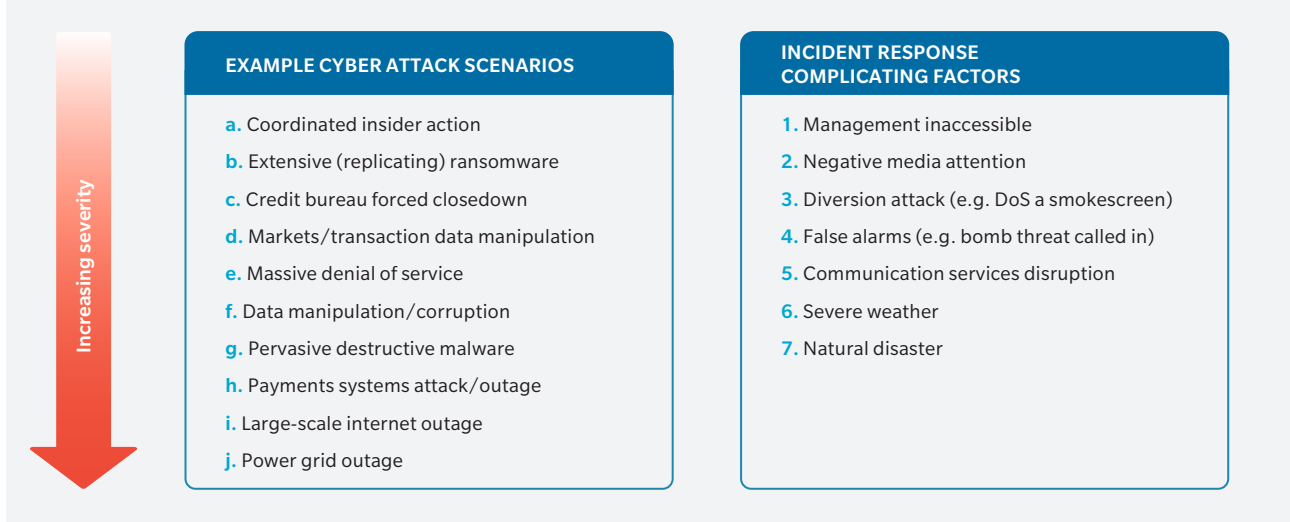 Increasing severity
EXAMPLE CYBER ATTACK SCENARIOS
a. Coordinated insider action
b. Extensive (replicating) ransomware
c. Credit bureau forced closedown
d. Markets/transaction data manipulation
e. Massive denial of service
f. Data manipulation/corruption
g. Pervasive destructive malware
h. Payments systems attack/outage
i. Large-scale internet outage
j. Power grid outage
INCIDENT RESPONSE
COMPLICATING FACTORS
1. Management inaccessible
2. Negative media attention
3. Diversion attack (e.g. DoS a smokescreen)
4. False alarms (e.g. bomb threat called in)
5. Communication services disruption
6. Severe weather
7. Natural disaster